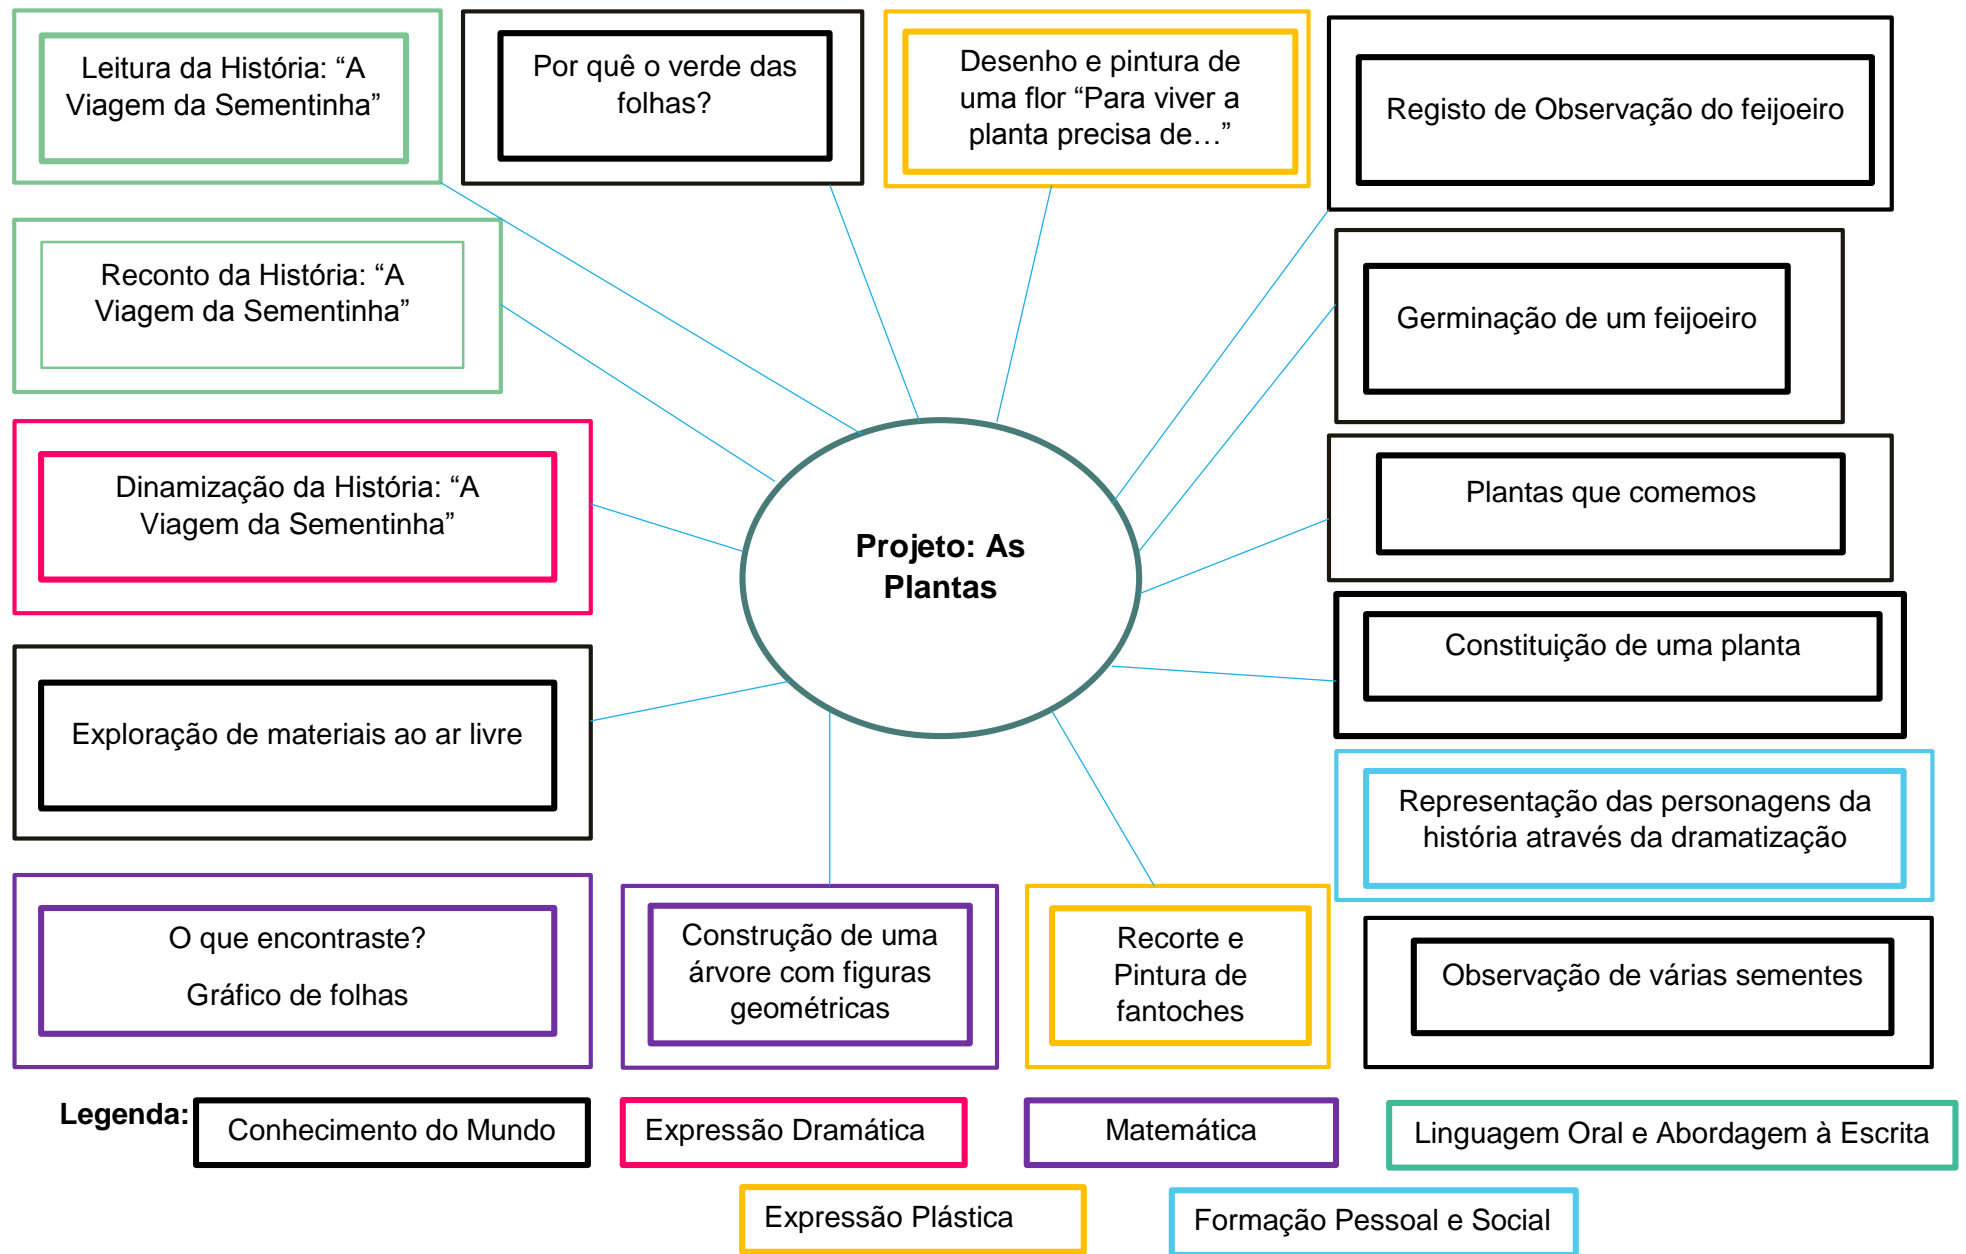 Leitura da História: “A
Viagem da Sementinha”
Por quê o verde das
folhas?
Desenho e pintura de
uma flor “Para viver a
planta precisa de…”
Registo de Observação do feijoeiro
Reconto da História: “A
Viagem da Sementinha”
Germinação de um feijoeiro
Dinamização da História: “A
Viagem da Sementinha”
Projeto: As
Plantas
Plantas que comemos
Constituição de uma planta
Exploração de materiais ao ar livre
Representação das personagens da
história através da dramatização
O que encontraste?
Gráfico de folhas
Construção de uma
árvore com figuras
geométricas
Recorte e
Pintura de
fantoches
Observação de várias sementes
Legenda:
Conhecimento do Mundo
Expressão Dramática
Matemática
Linguagem Oral e Abordagem à Escrita
Expressão Plástica
Formação Pessoal e Social